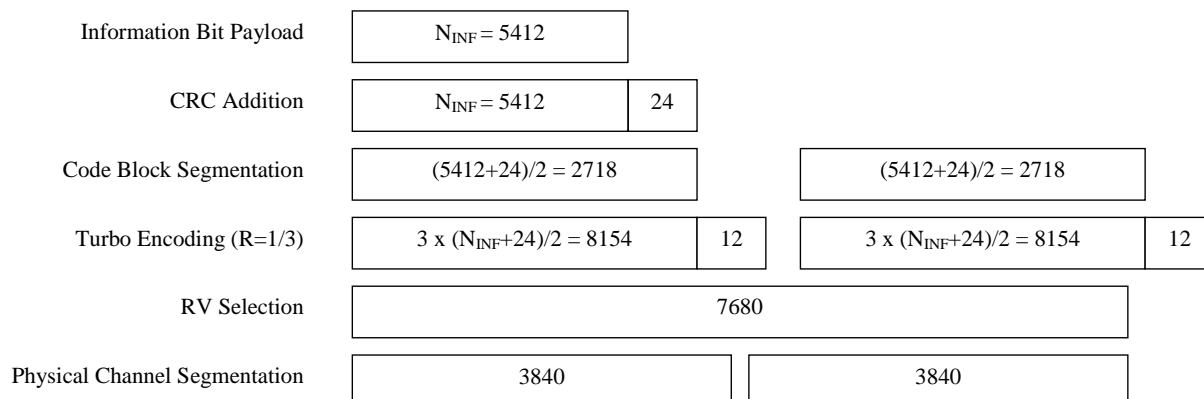 Information Bit Payload N_INF = 5412
CRC Addition N_INF = 5412 24
Code Block Segmentation (5412+24)/2 = 2718 (5412+24)/2 = 2718
Turbo Encoding (R=1/3) 3 x (N_INF+24)/2 = 8154 12 3 x (N_INF+24)/2 = 8154 12
RV Selection 7680
Physical Channel Segmentation 3840 3840